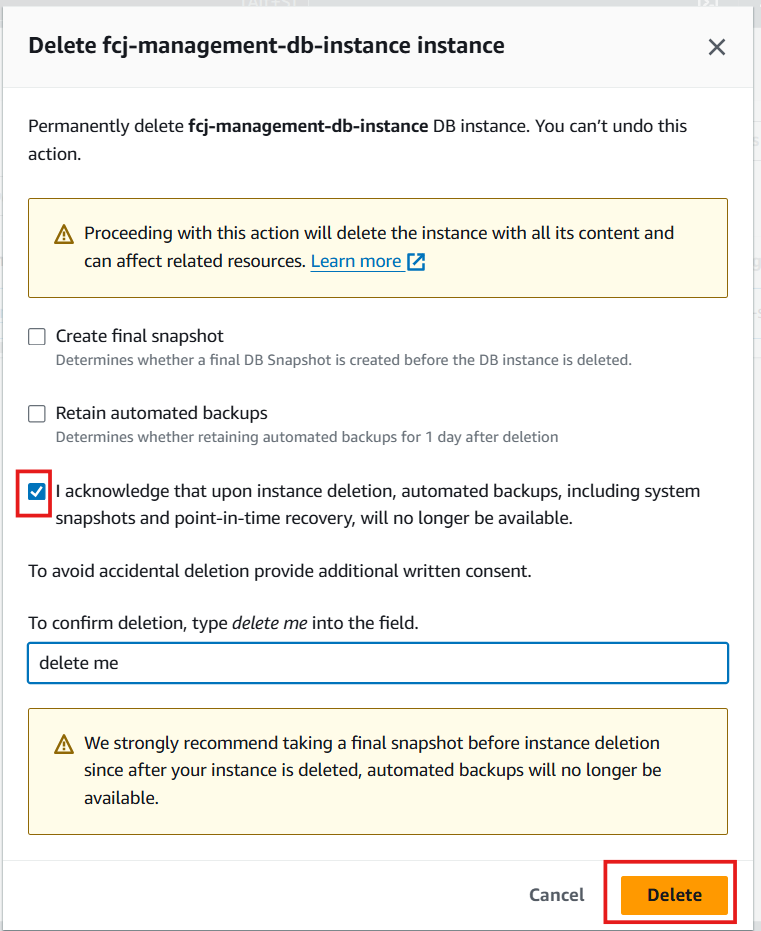 Delete fcj-management-db-instance instance
Permanently delete fcj-management-db-instance DB instance. You can't undo this
action.
Proceeding with this action will delete the instance with all its content and
can affect related resources. Learn more
Create final snapshot
Determines whether a final DB Snapshot is created before the DB instance is deleted.
Retain automated backups
Determines whether retaining automated backups for 1 day after deletion
I acknowledge that upon instance deletion, automated backups, including system
snapshots and point-in-time recovery, will no longer be available.
To avoid accidental deletion provide additional written consent.
To confirm deletion, type delete me into the field.
delete me
We strongly recommend taking a final snapshot before instance deletion
since after your instance is deleted, automated backups will no longer be
available.
Cancel
Delete